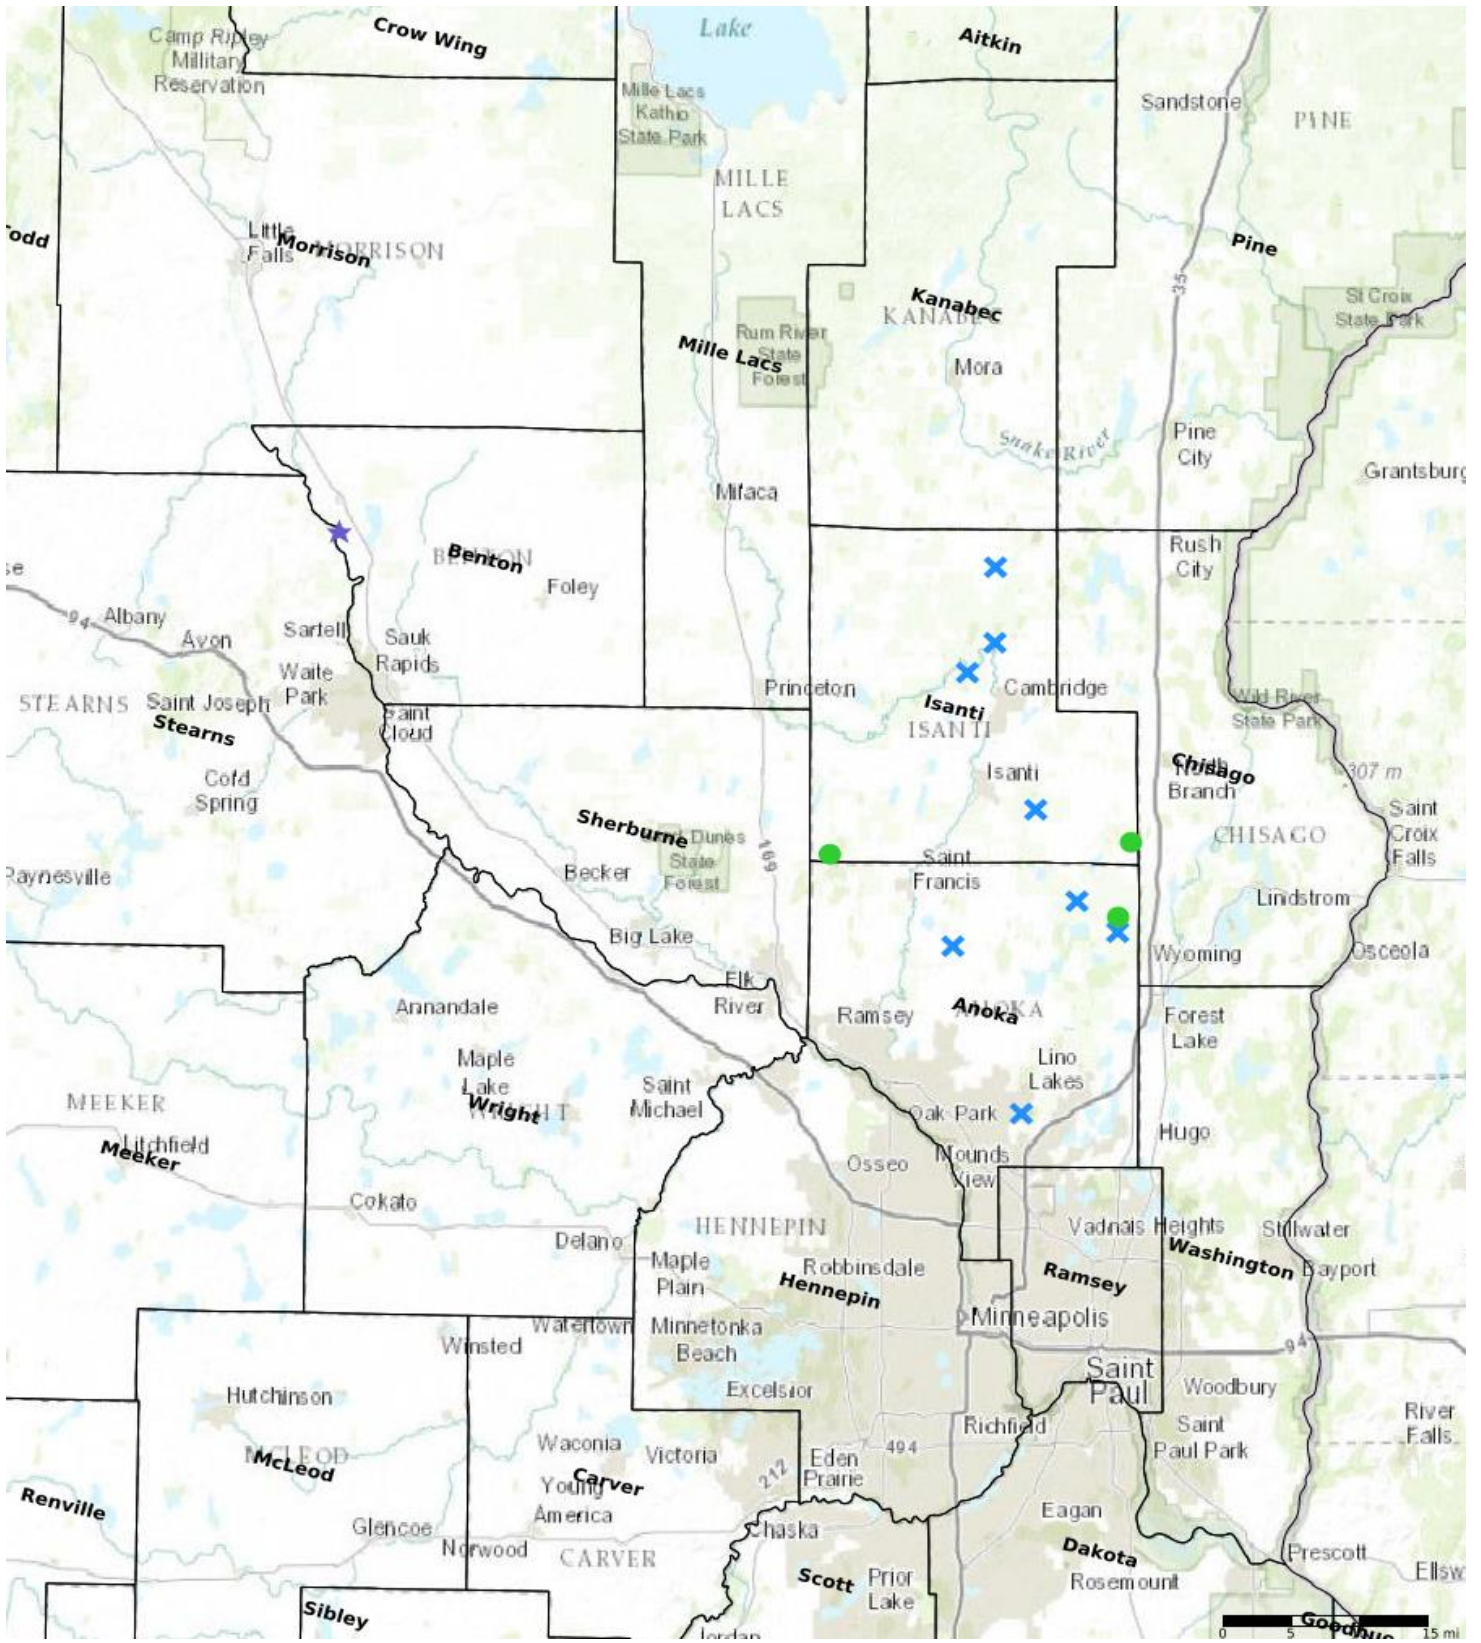 Lake
Crow Wing
Aitkin
Camp Ripley
Millitary
Reservation
Sandstone
PINE
Mille Lacs
Kathio
State Park
MILLE
LACS
Little
Falls
Morrison
MORRISON
Pine
35
Kanabec
KANABEC
St Croix
State Park
Rum River
State
Forest
Mille Lacs
Mora
Snake River
Pine
City
Grantsburg
Milaca
Rush
City
Benton
BENTON
Foley
94
Albany
Avon
Sartell
Sauk
Rapids
Waite
Park
Princeton
Cambridge
STEARNS
Saint Joseph
Stearns
Saint
Cloud
Isanti
ISANTI
Wild River
State Park
Cold
Spring
Isanti
Chisago
North
Branch
307 m
CHISAGO
Saint
Croix
Falls
Sherburne
Dunes
State
Forest
169
Becker
Saint
Francis
Lindstrom
Big Lake
Wyoming
Osceola
Elk
River
Annandale
Ramsey
Anoka
ANOKA
Forest
Lake
Maple
Lake
Lino
Lakes
MEEKER
Wright
WRIGHT
Saint
Michael
Oak Park
Litchfield
Meeker
Hugo
Osseo
Mounds
View
Cokato
HENNEPIN
Vadnais Heights
Stillwater
Delano
Maple
Plain
Robbinsdale
Hennepin
Ramsey
Washington
Bayport
Watertown
Minnetonka
Beach
Minneapolis
94
Winsted
Saint
Paul
Woodbury
Hutchinson
Excelsior
Richfield
Saint
Paul Park
River
Falls
McLeod
MCLEOD
Waconia
Victoria
494
212
Eden
Prairie
Carver
Young
America
Renville
Glencoe
Norwood
CARVER
Chaska
Eagan
Dakota
Rosemount
Prescott
Scott
Prior
Lake
Sibley
Jordan
0 5 15 mi